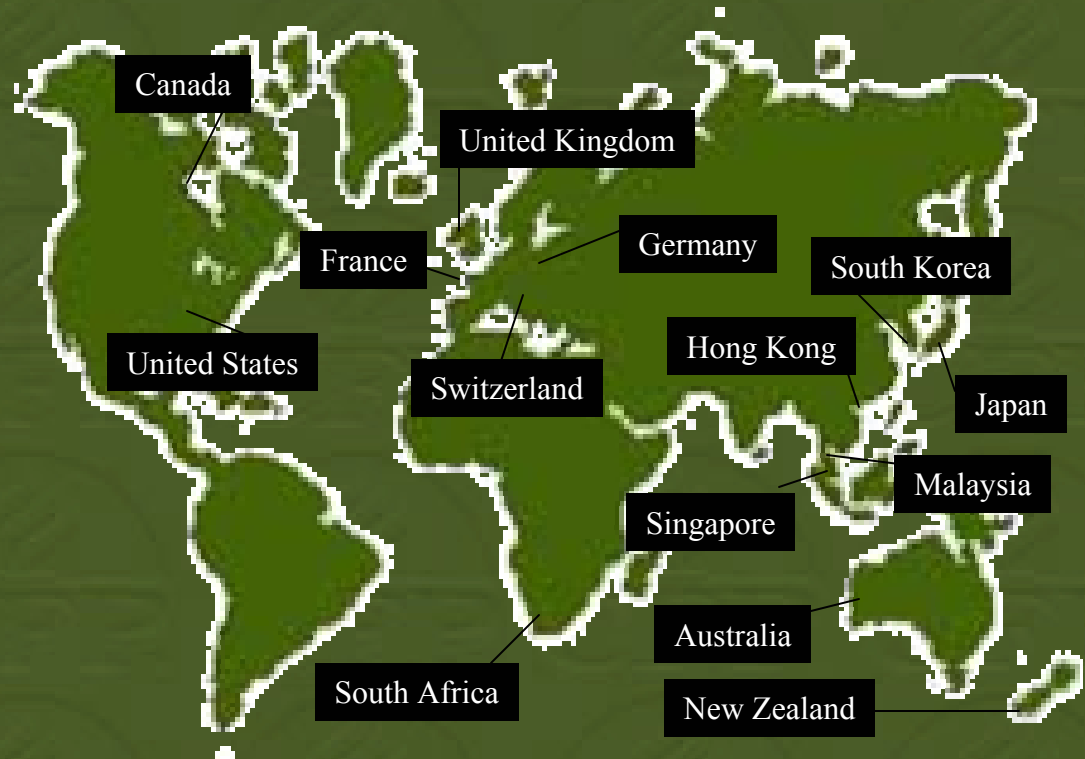 Canada
United Kingdom
Germany
France
South Korea
Hong Kong
United States
Switzerland
Japan
Malaysia
Singapore
Australia
South Africa
New Zealand